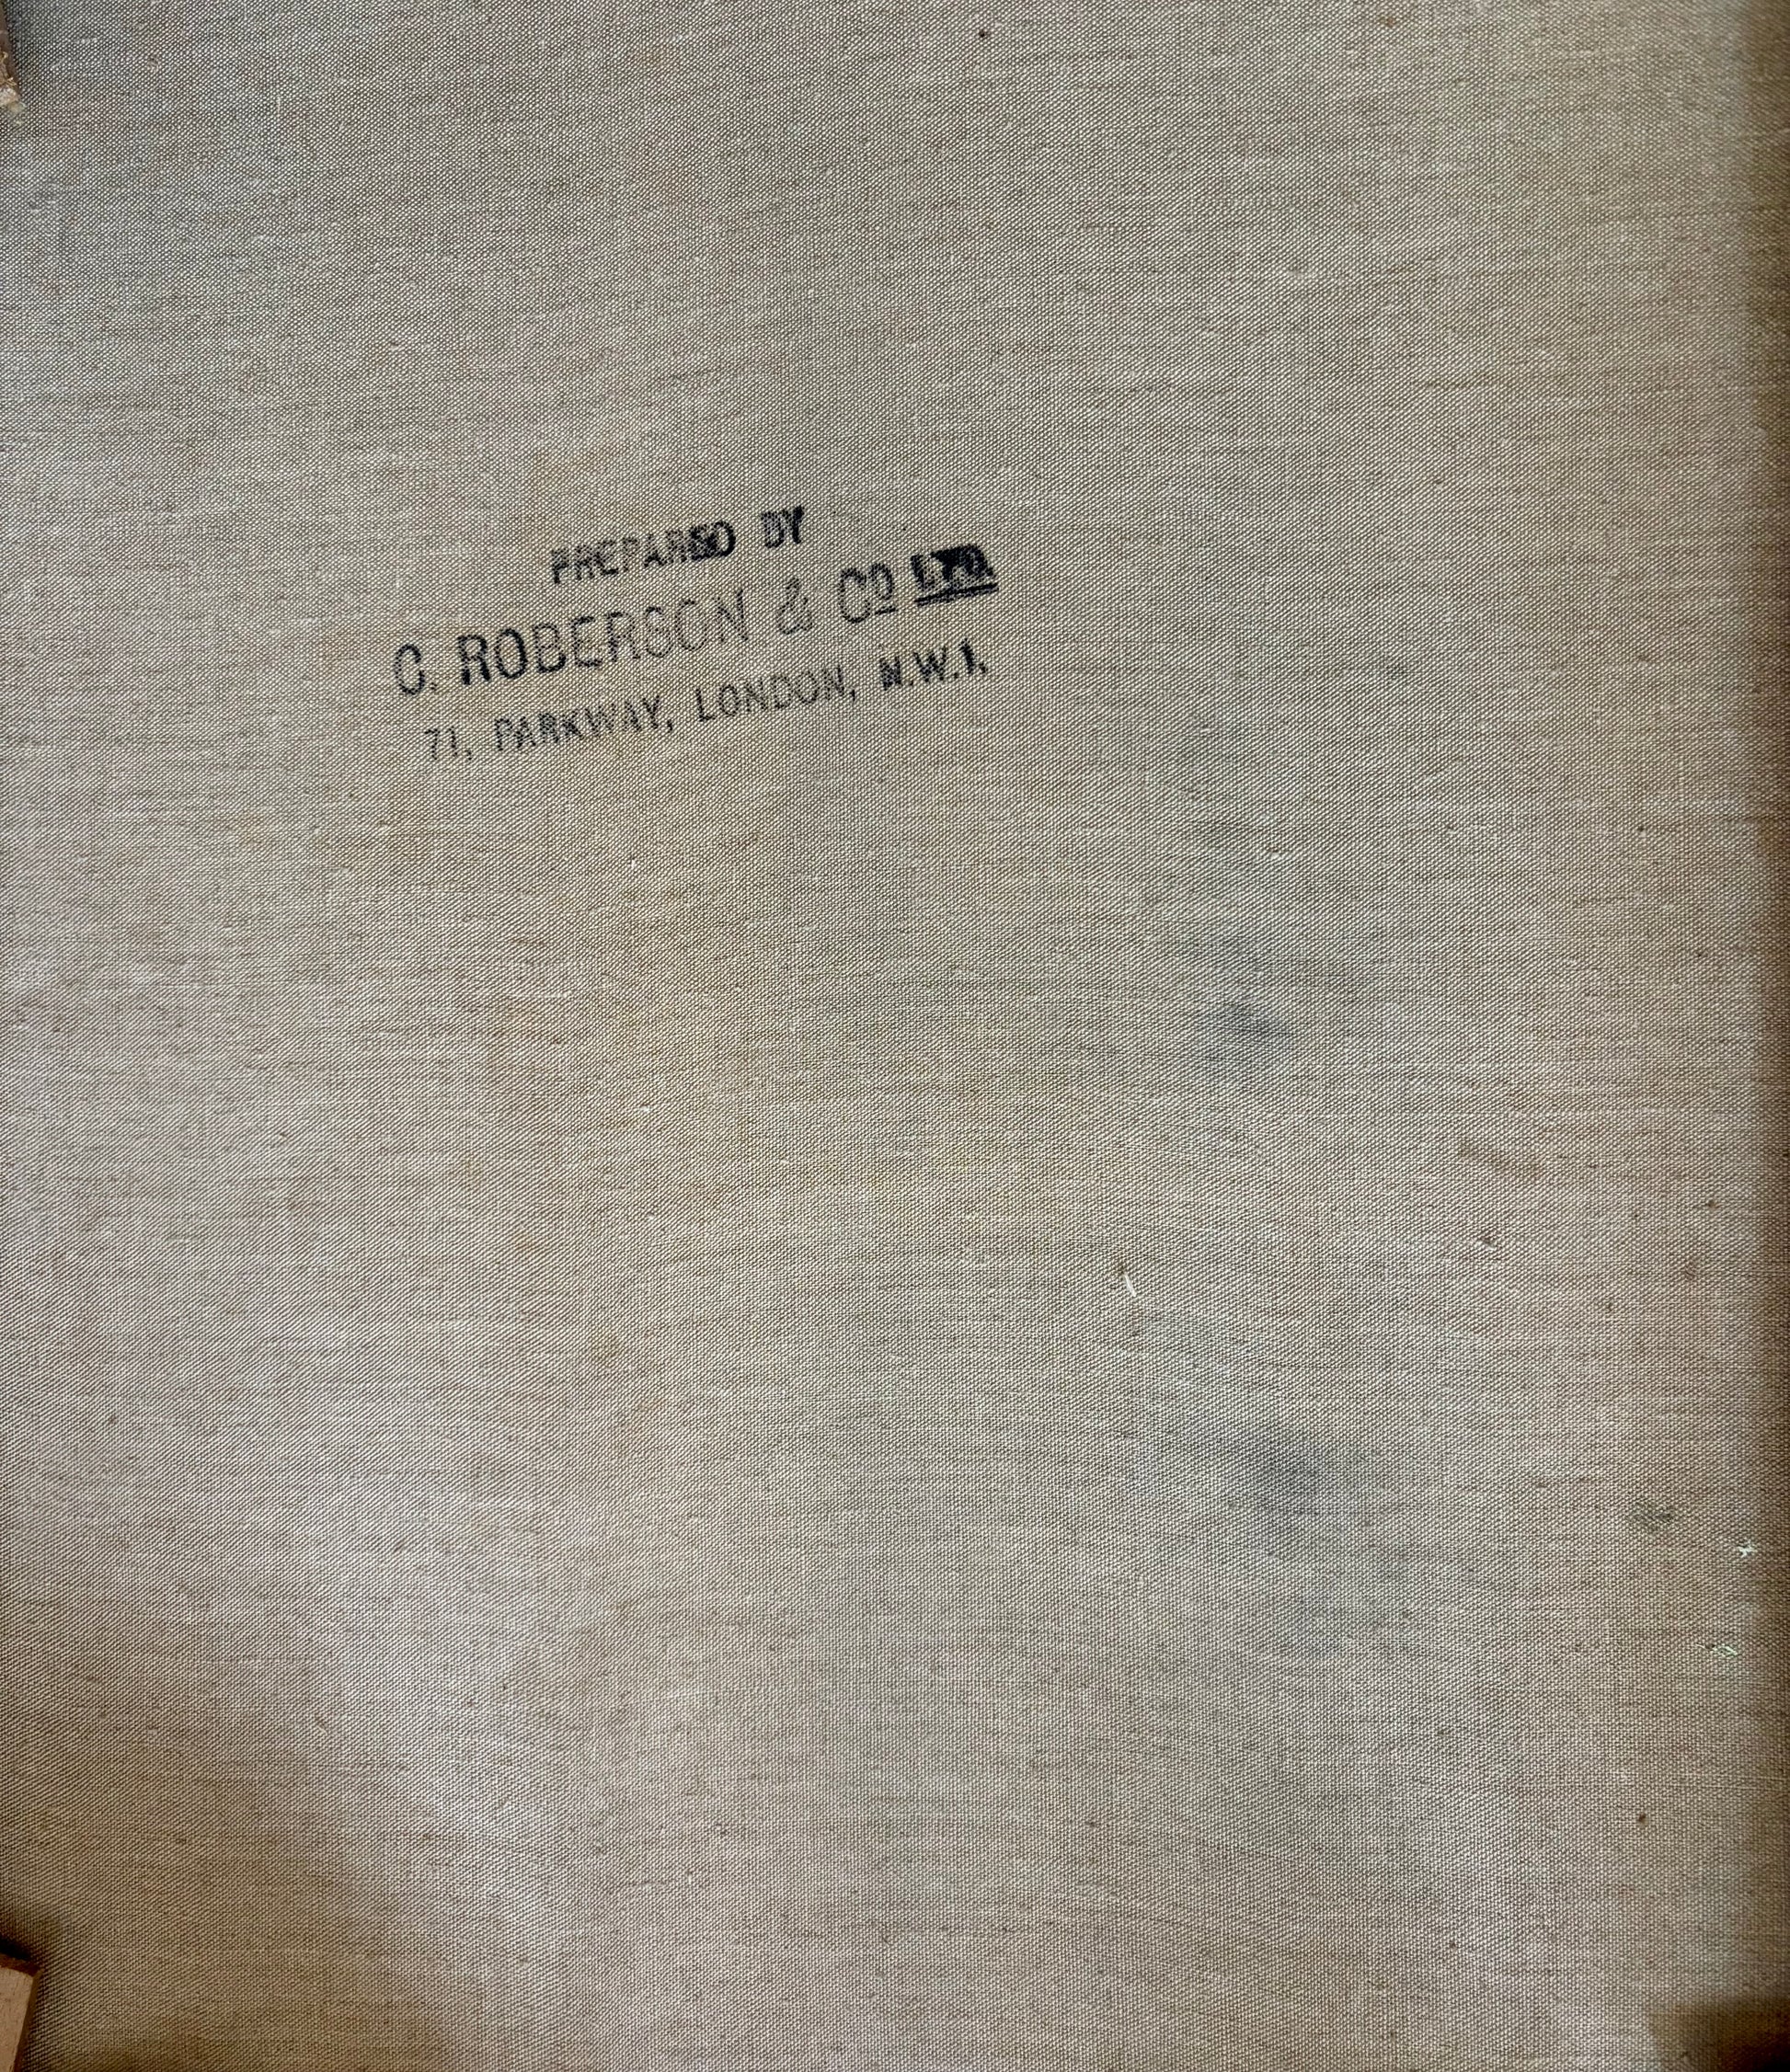 PREPARED BY
C. ROBERSON & Cº LTD.
71, PARKWAY, LONDON, N.W.1.